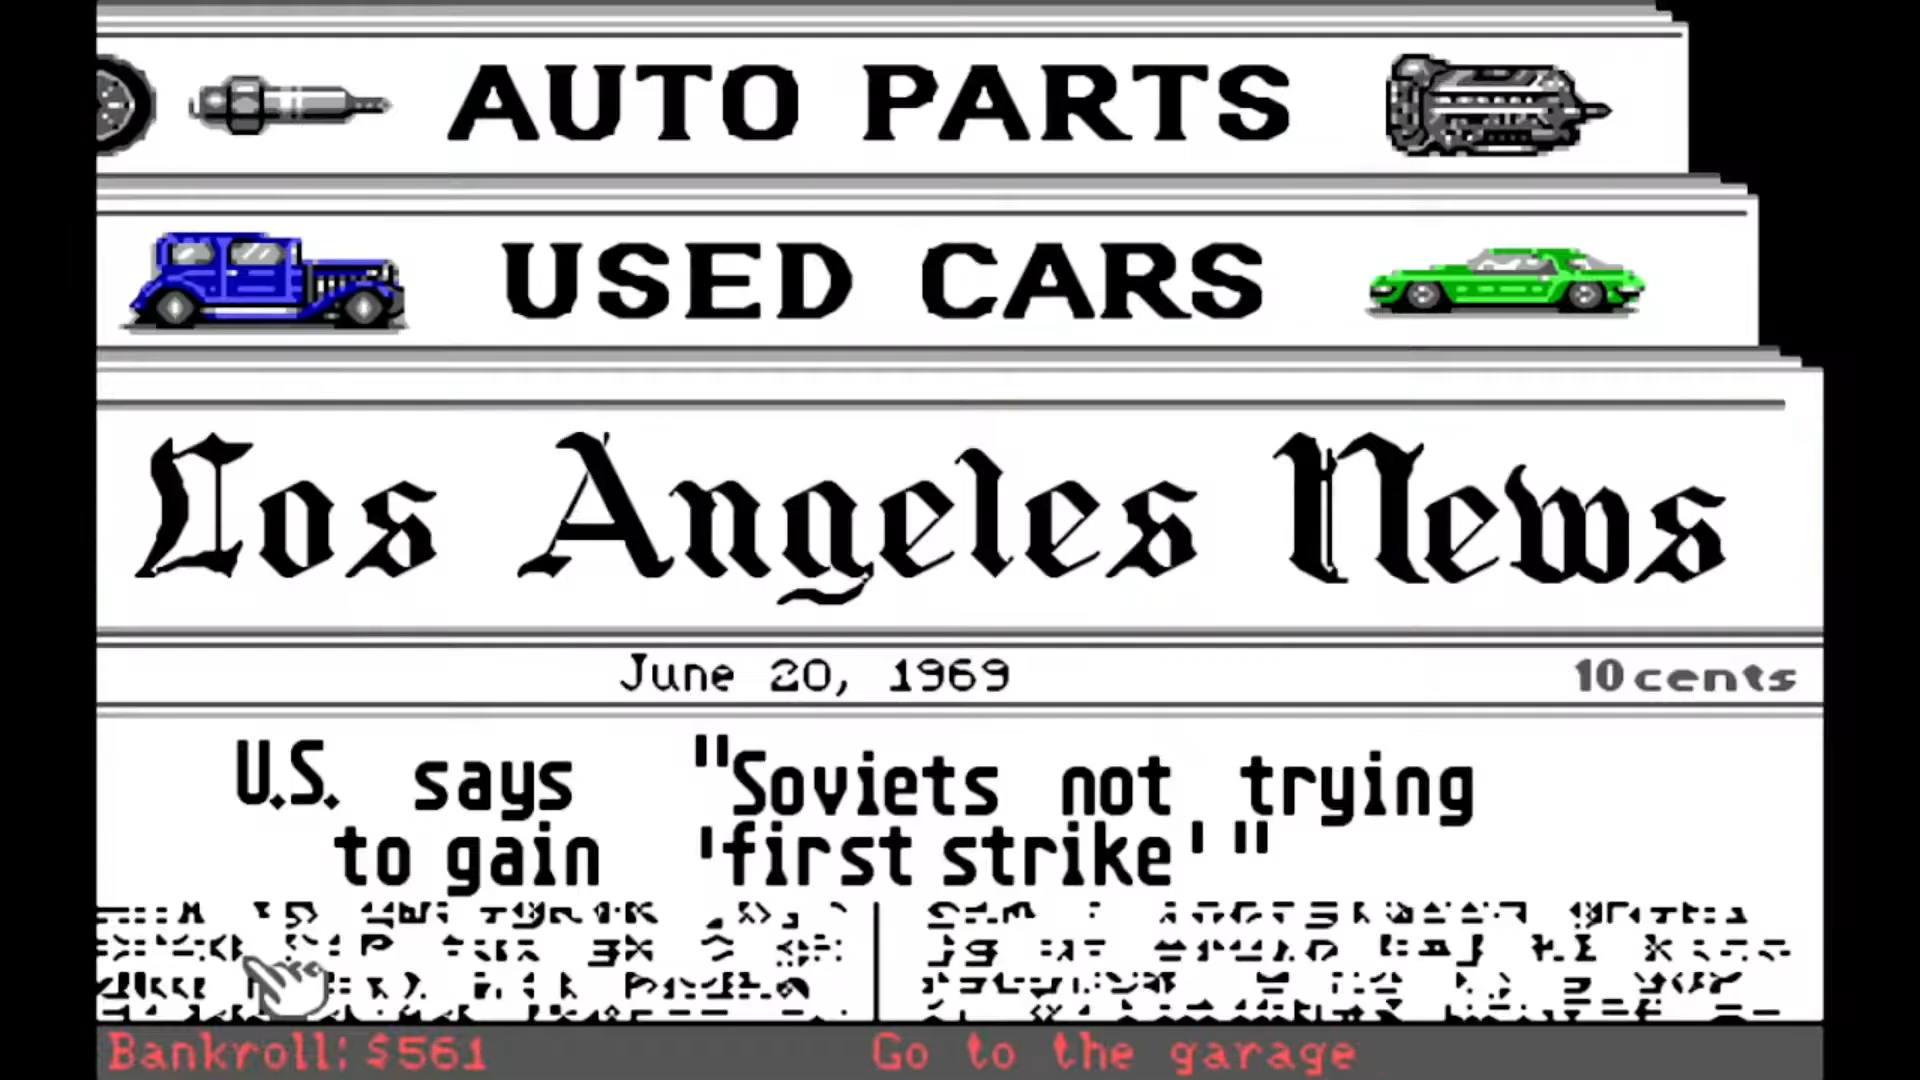 AUTO PARTS
USED CARS
Los Angeles News
June 20, 1969 10 cents
U.S. says "Soviets not trying
to gain 'first strike'"
Bankroll: $561 Go to the garage